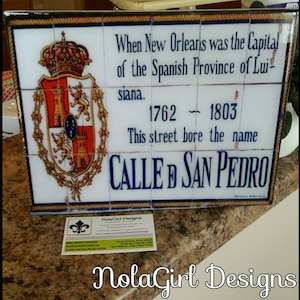 When New Orleans was the Capital
of the Spanish Province of Lui-
siana.
1762 — 1803
This street bore the name
CALLE D SAN PEDRO
NolaGirl Designs
NolaGirl Designs